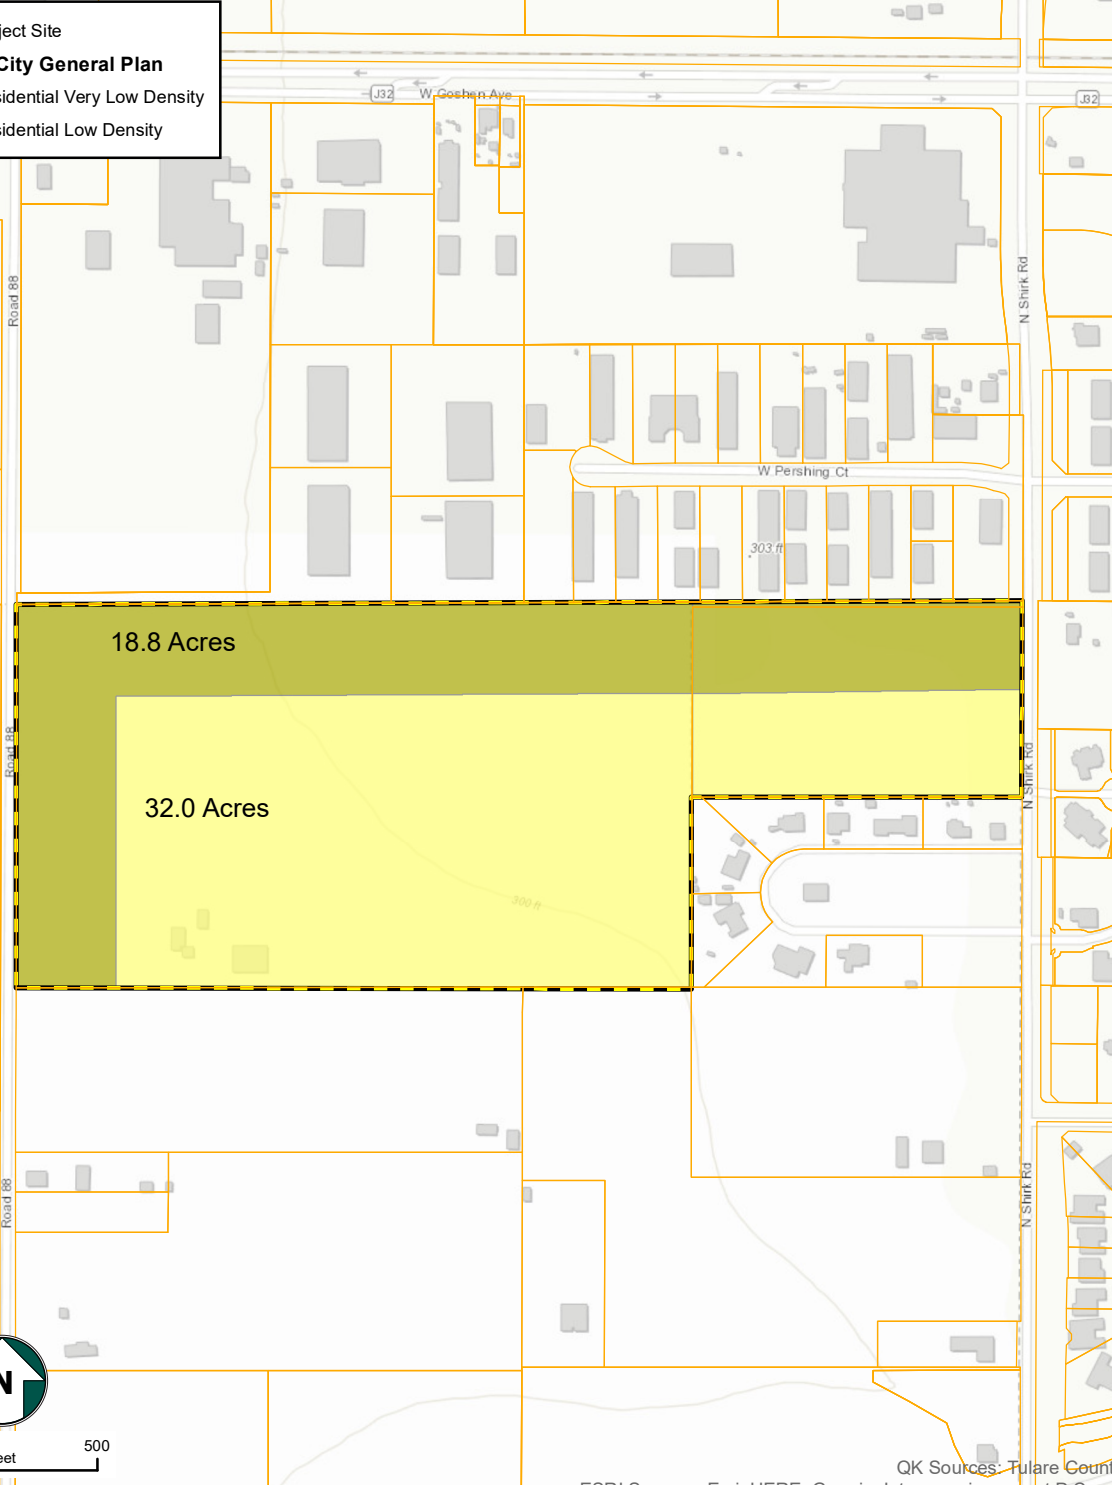 ject Site
City General Plan
sidential Very Low Density
sidential Low Density
J32
W Goshen Ave
J32
Road 88
N Shirk Rd
W Pershing Ct
303 ft
18.8 Acres
Road 88
N Shirk Rd
32.0 Acres
300 ft
Road 88
N Shirk Rd
N
500
eet
QK Sources: Tulare Count